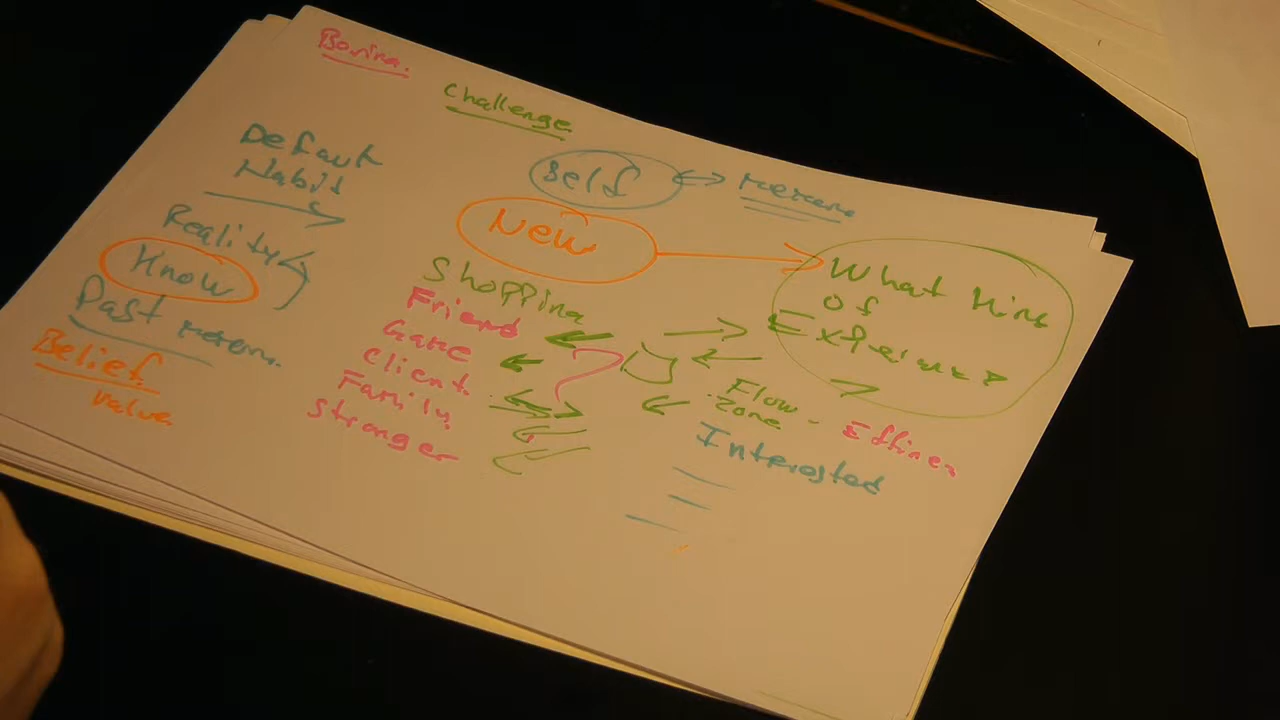 Boring.
Challenge
Default
Habit
Self
New
Reality
Know
Past
Belief
value
Shopping
Friend
Game
Client
Family
Stranger
What kind
of
Flow
Zone
Interested